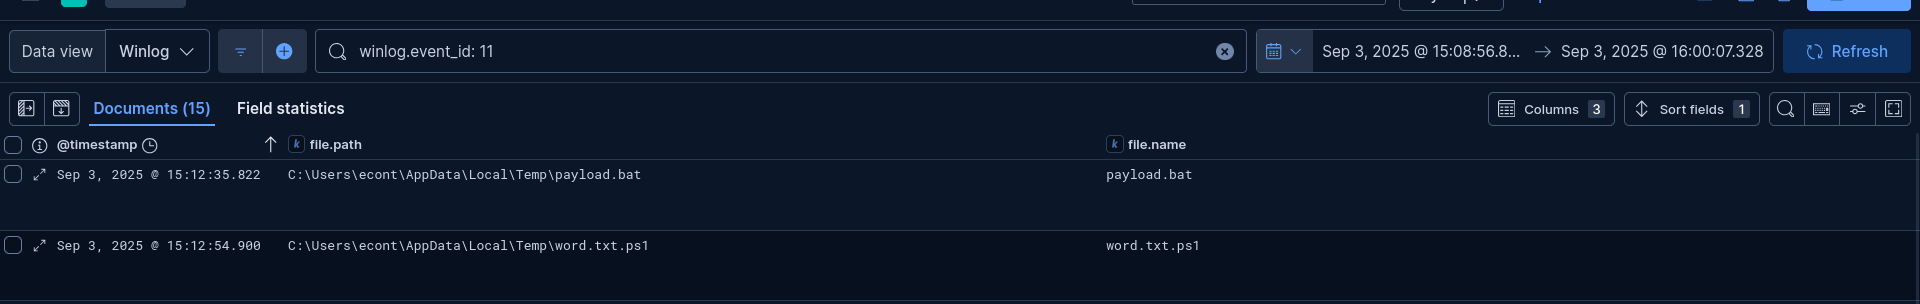 Data view Winlog winlog.event_id: 11 Sep 3, 2025 @ 15:08:56.8... → Sep 3, 2025 @ 16:00:07.328 Refresh
Documents (15) Field statistics Columns 3 Sort fields 1
@timestamp ↑ k file.path k file.name
Sep 3, 2025 @ 15:12:35.822 C:\Users\econt\AppData\Local\Temp\payload.bat payload.bat
Sep 3, 2025 @ 15:12:54.900 C:\Users\econt\AppData\Local\Temp\word.txt.ps1 word.txt.ps1